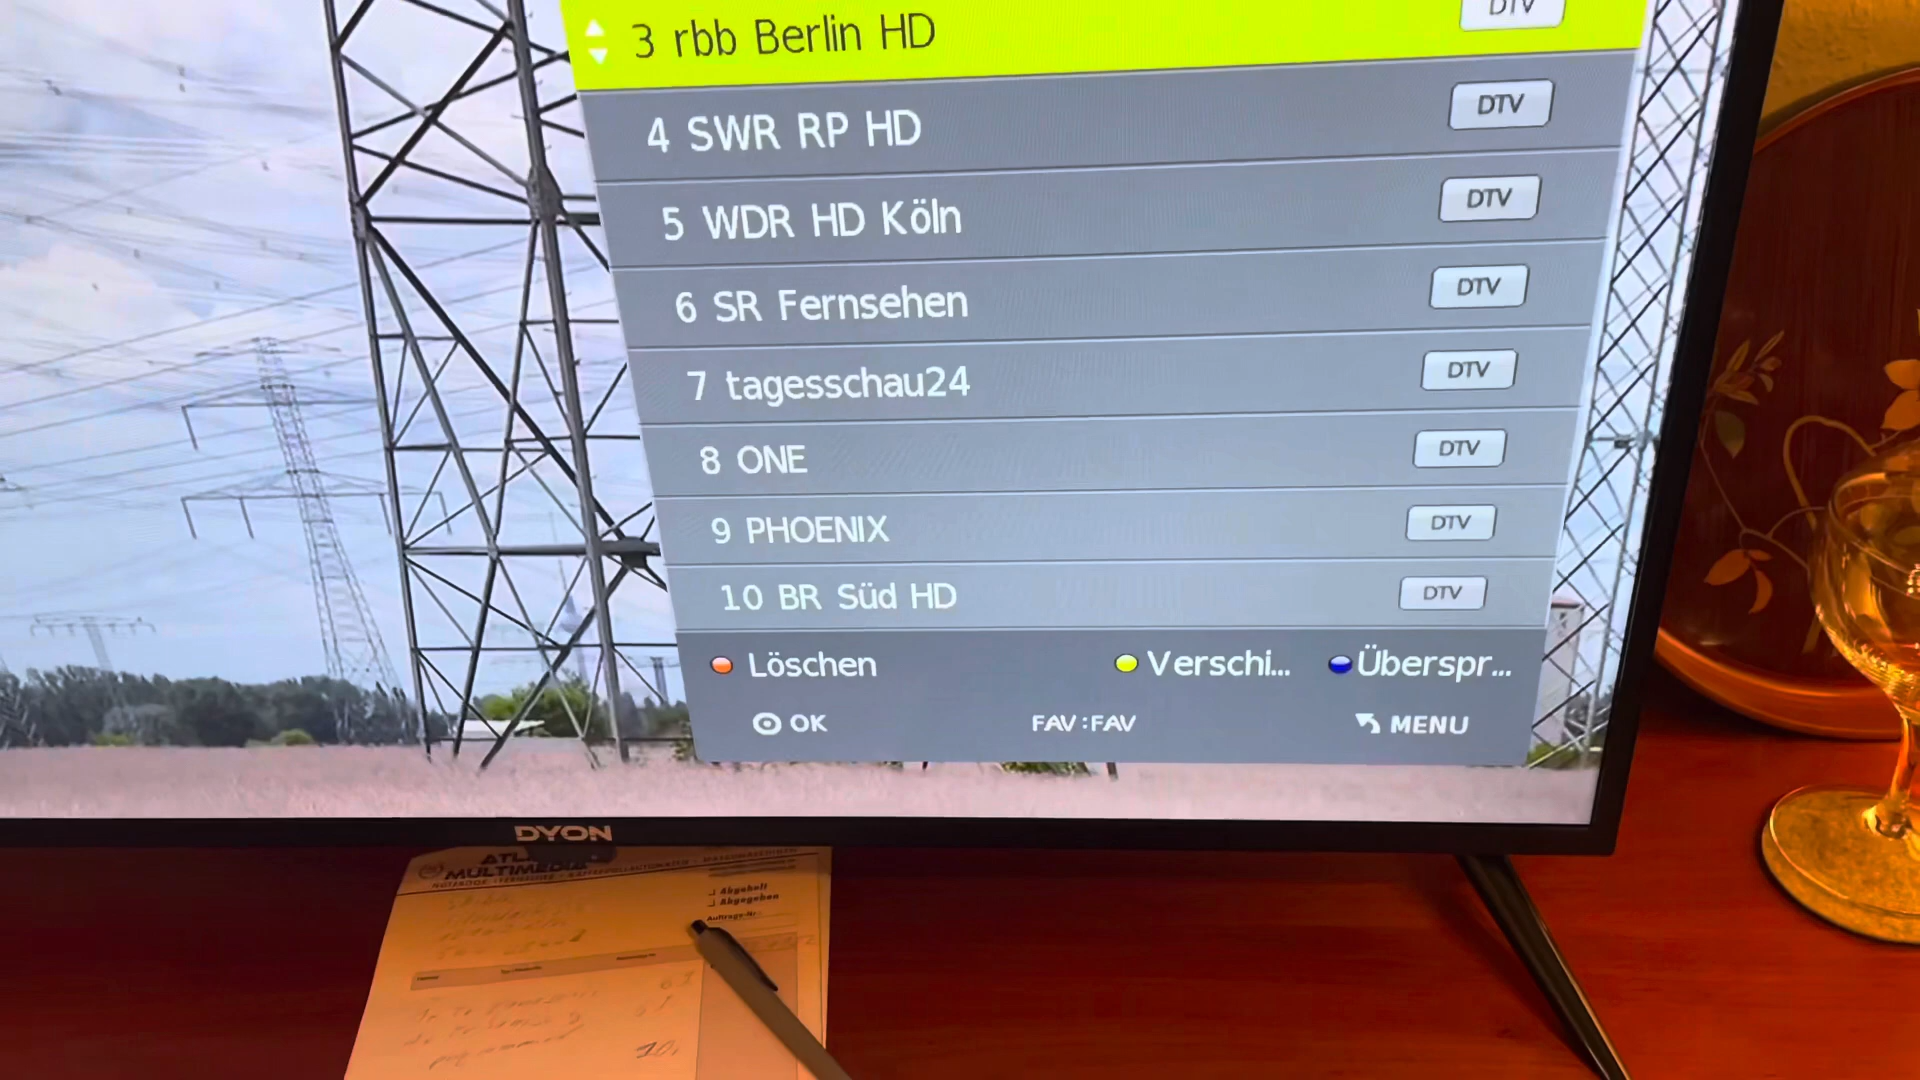 3 rbb Berlin HD DTV
4 SWR RP HD DTV
5 WDR HD Köln DTV
6 SR Fernsehen DTV
7 tagesschau24 DTV
8 ONE DTV
9 PHOENIX DTV
10 BR Süd HD DTV
Löschen Verschi... Überspr...
OK FAV:FAV MENU
DYON
MULTIMEDIA
Abgeholt
Abgegeben
Auftrags-Nr.